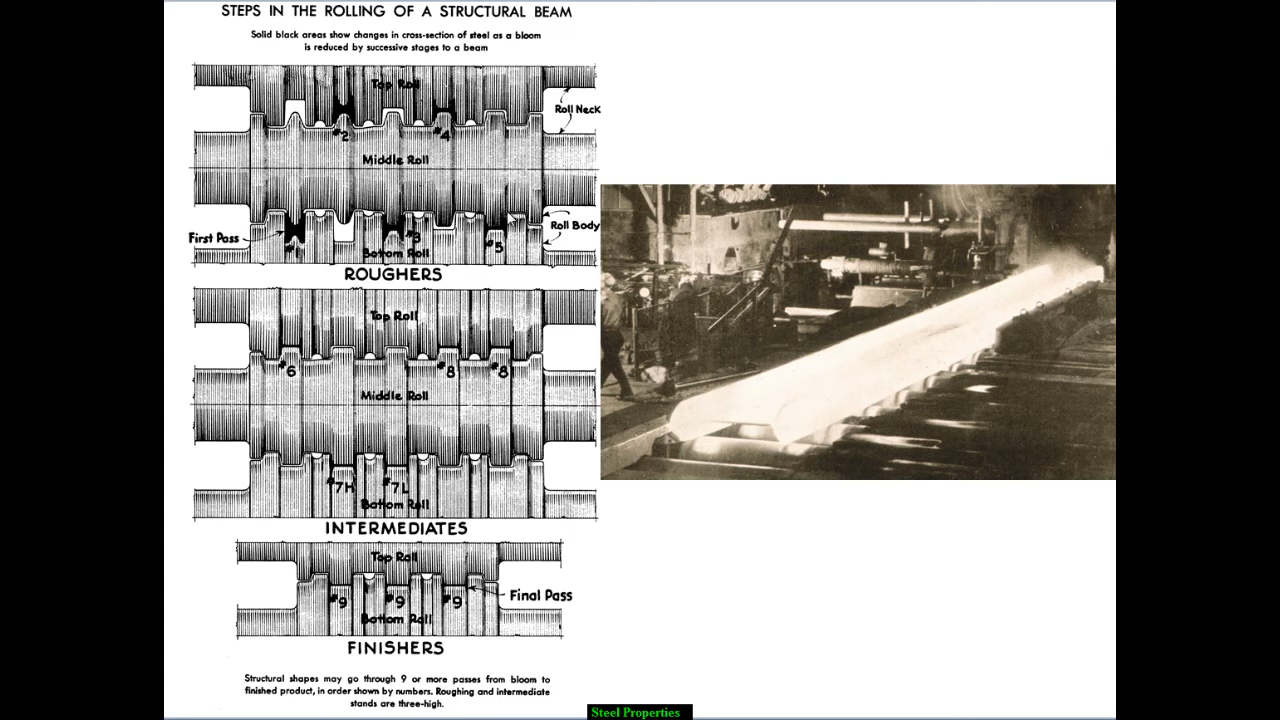 STEPS IN THE ROLLING OF A STRUCTURAL BEAM
Solid black areas show changes in cross-section of steel as a bloom
is reduced by successive stages to a beam
Top Roll
Roll Neck
#2
#4
Middle Roll
First Pass
Roll Body
#1
#3
#5
Bottom Roll
ROUGHERS
Top Roll
#6
#8
#8
Middle Roll
#7H
#7L
Bottom Roll
INTERMEDIATES
Top Roll
#9
#9
#9
Final Pass
Bottom Roll
FINISHERS
Structural shapes may go through 9 or more passes from bloom to
finished product, in order shown by numbers. Roughing and intermediate
stands are three-high.
Steel Properties